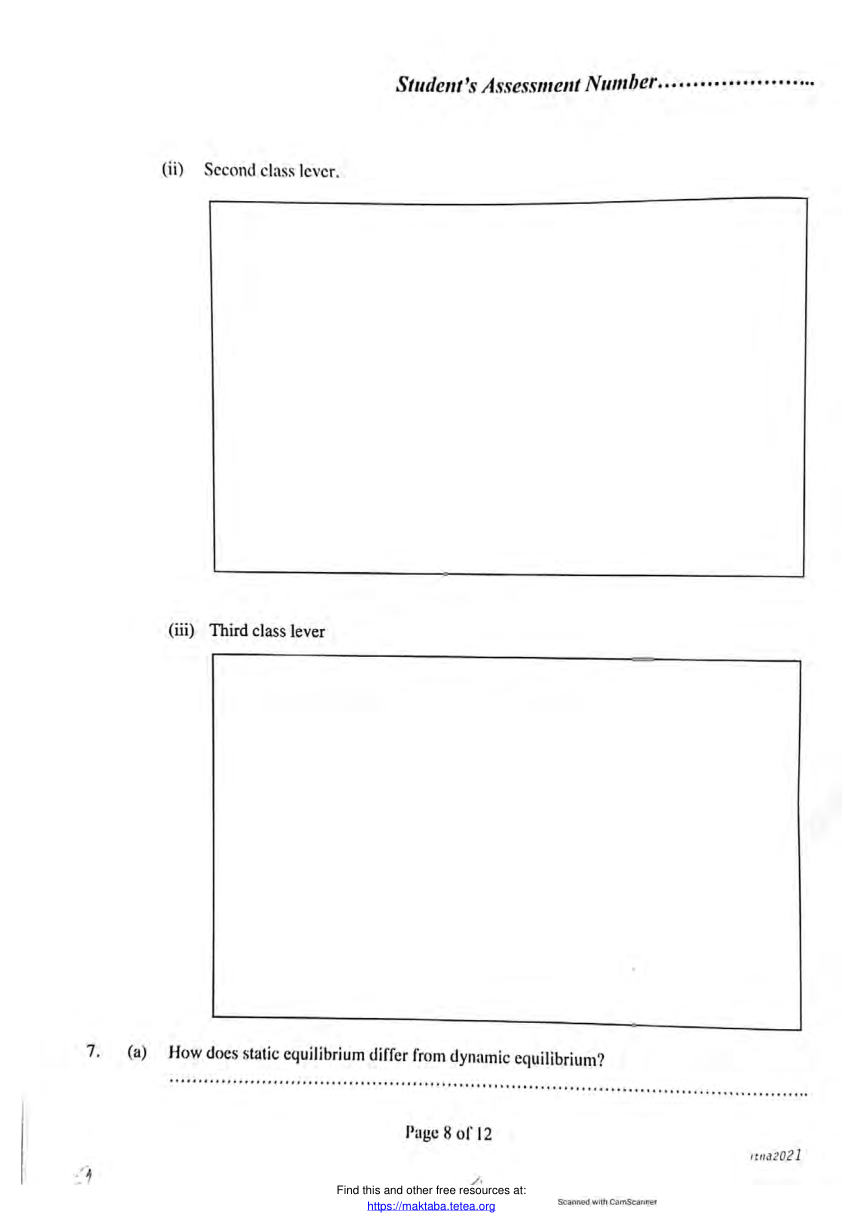 Student's Assessment Number..........................
(ii) Second class lever.
(iii) Third class lever
7. (a) How does static equilibrium differ from dynamic equilibrium?
..............................................................................................................
Page 8 of 12
ftna2021
Find this and other free resources at:
https://maktaba.tetea.org
Scanned with CamScanner